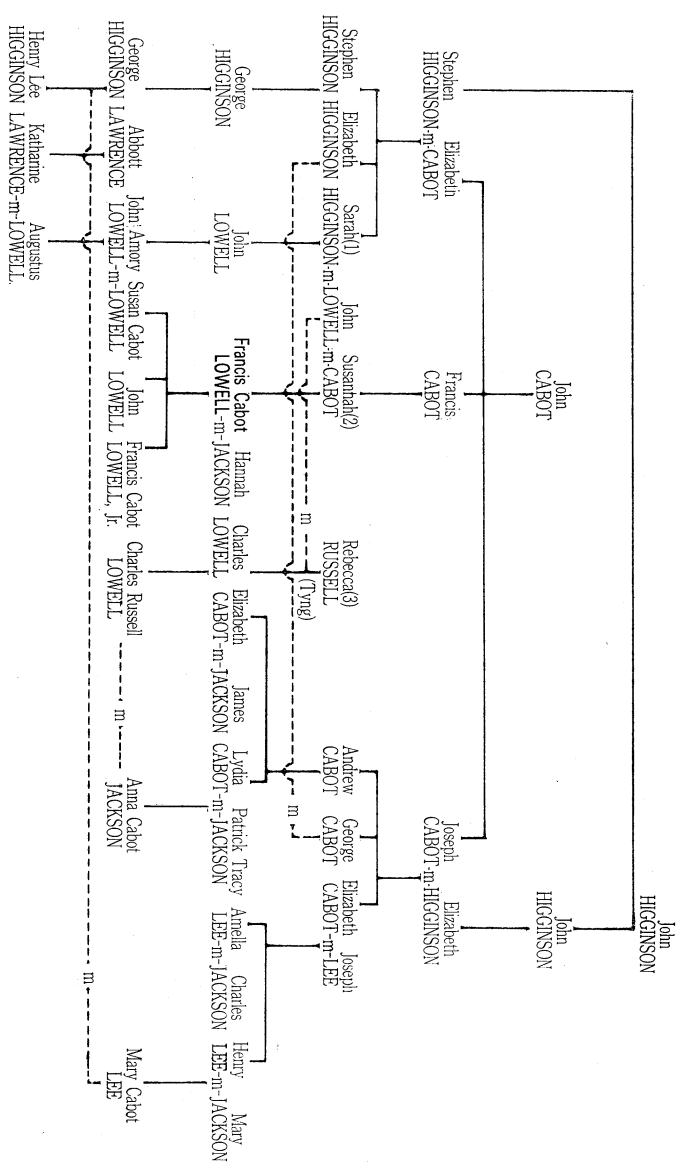 John
HIGGINSON
John John
CABOT HIGGINSON
Stephen Elizabeth Francis Joseph Elizabeth
HIGGINSON-m-CABOT CABOT CABOT-m-HIGGINSON
Stephen Elizabeth Sarah(1) John Susannah(2) Rebecca(3) Andrew George Elizabeth Joseph
HIGGINSON HIGGINSON HIGGINSON-m-LOWELL-m-CABOT RUSSELL CABOT CABOT CABOT-m-LEE
m (Tyng) m
George John Francis Cabot Hannah Charles Elizabeth James Lydia Patrick Tracy Amelia Charles Henry Mary
HIGGINSON LOWELL LOWELL-m-JACKSON LOWELL CABOT-m-JACKSON CABOT-m-JACKSON LEE-m-JACKSON LEE-m-JACKSON
George Abbott John Amory Susan Cabot John Francis Cabot Charles Russell m Anna Cabot Mary Cabot
HIGGINSON LAWRENCE LOWELL-m-LOWELL LOWELL LOWELL, Jr. LOWELL JACKSON LEE
m
Henry Lee Katharine Augustus
HIGGINSON LAWRENCE-m-LOWELL.